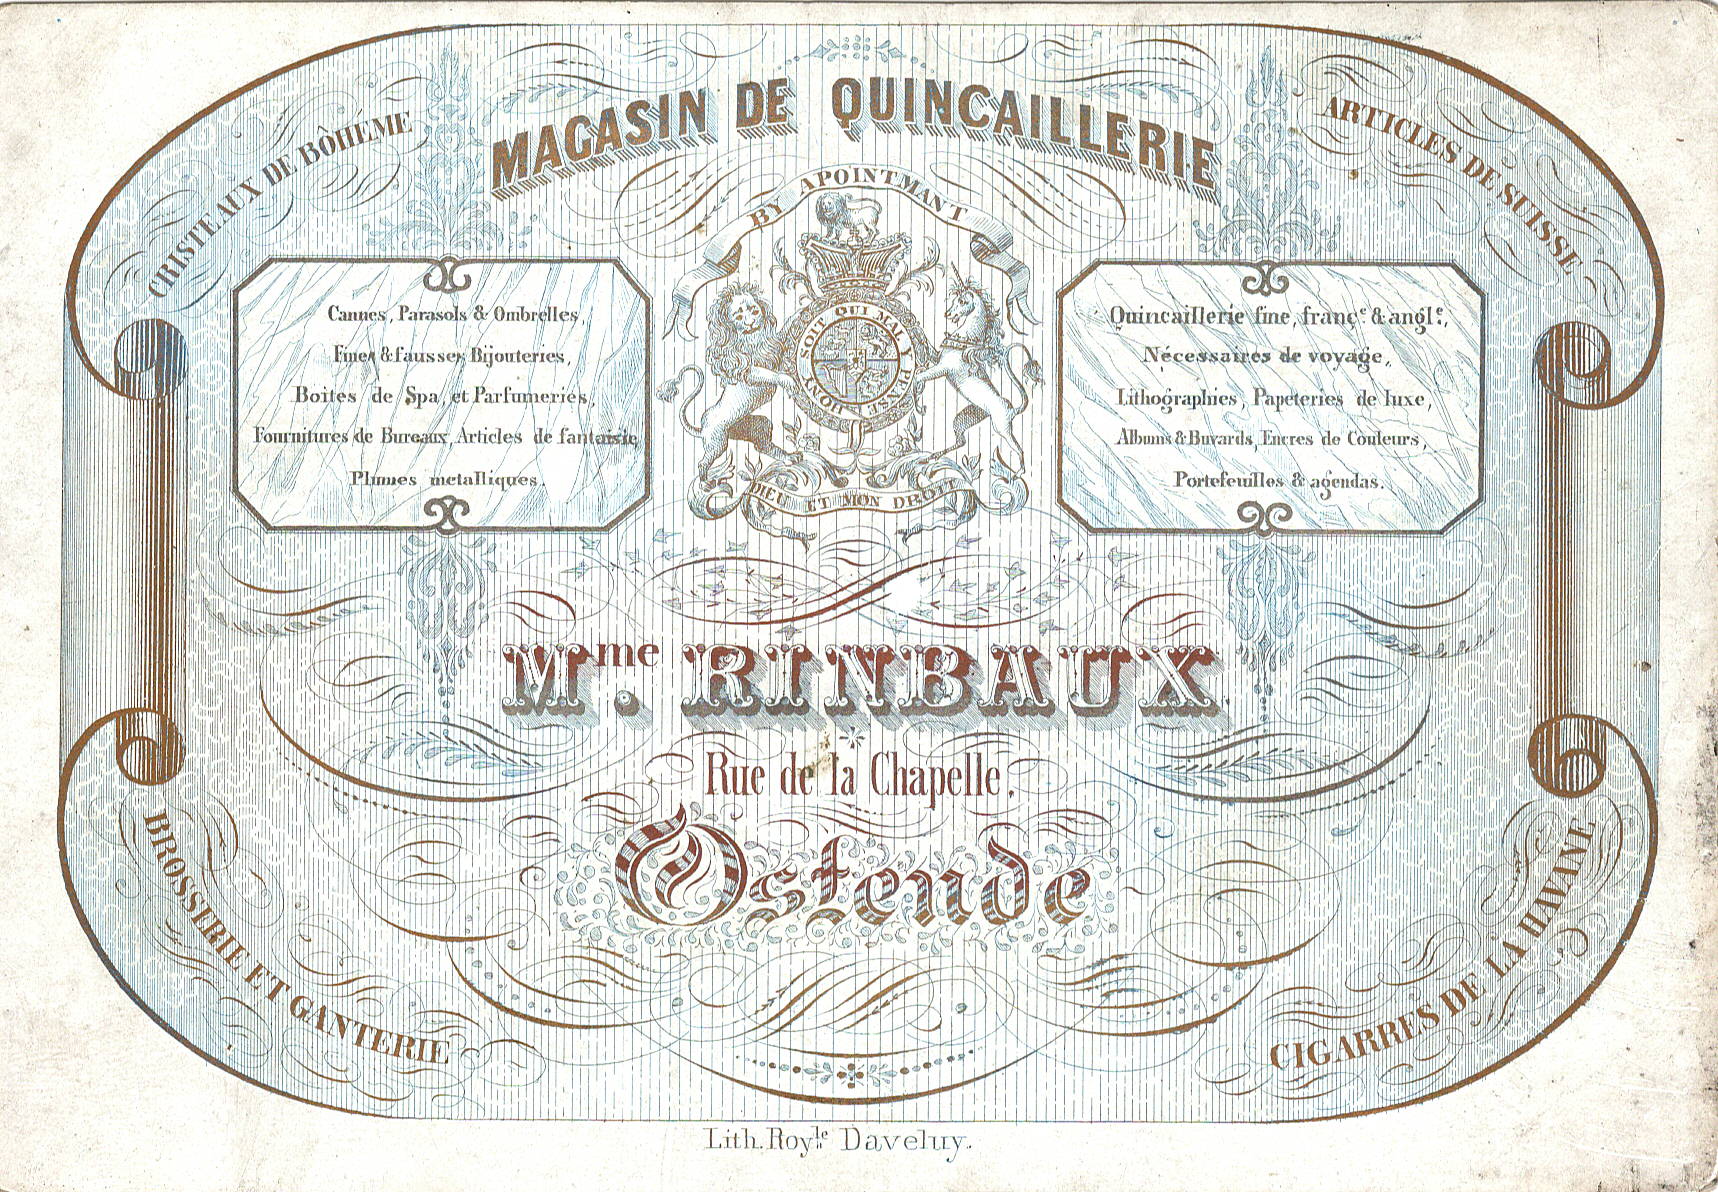 MAGASIN DE QUINCAILLERIE
CRISTEAUX DE BÔHEME
ARTICLES DE SUISSE
BY APOINTMANT
Cannes, Parasols & Ombrelles,
Fines & fausses Bijouteries,
Boites de Spa, et Parfumeries,
Fournitures de Bureaux, Articles de fantaisie,
Plumes metalliques.
HONY SOIT QUI MAL Y PENSE
DIEU ET MON DROIT
Quincaillerie fine, franç.e & angl.e,
Nécessaires de voyage,
Lithographies, Papeteries de luxe,
Albums & Buvards, Encres de Couleurs,
Portefeuilles & agendas.
Mme. RINBAUX
Rue de la Chapelle,
Ostende
BROSSERIE ET GANTERIE
CIGARRES DE LA HAVANE
Lith. Roy.le Daveluy.